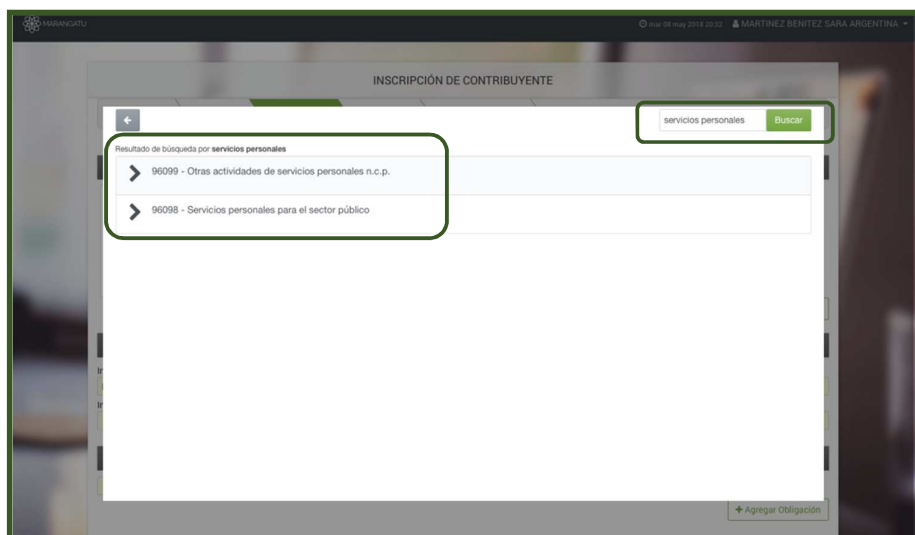 MARANGATU
mar 08 may 2018 20:32 MARTINEZ BENITEZ SARA ARGENTINA
INSCRIPCIÓN DE CONTRIBUYENTE
servicios personales Buscar
Resultado de búsqueda por servicios personales
96099 - Otras actividades de servicios personales n.c.p.
96098 - Servicios personales para el sector público
Agregar Obligación